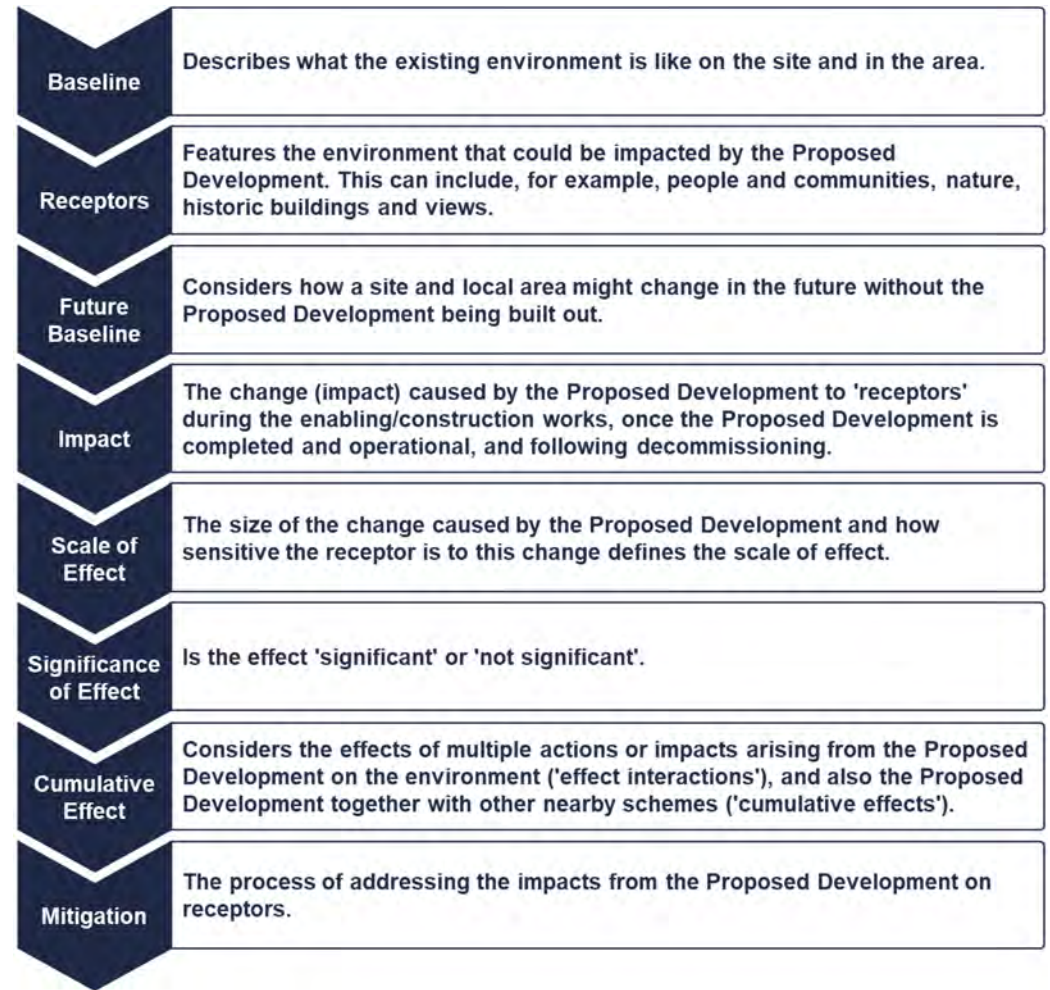 Baseline
Describes what the existing environment is like on the site and in the area.
Receptors
Features the environment that could be impacted by the Proposed
Development. This can include, for example, people and communities, nature,
historic buildings and views.
Future
Baseline
Considers how a site and local area might change in the future without the
Proposed Development being built out.
Impact
The change (impact) caused by the Proposed Development to 'receptors'
during the enabling/construction works, once the Proposed Development is
completed and operational, and following decommissioning.
Scale of
Effect
The size of the change caused by the Proposed Development and how
sensitive the receptor is to this change defines the scale of effect.
Significance
of Effect
Is the effect 'significant' or 'not significant'.
Cumulative
Effect
Considers the effects of multiple actions or impacts arising from the Proposed
Development on the environment ('effect interactions'), and also the Proposed
Development together with other nearby schemes ('cumulative effects').
Mitigation
The process of addressing the impacts from the Proposed Development on
receptors.